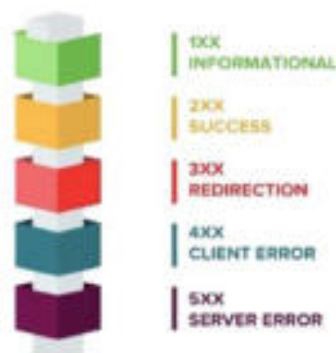 1XX
INFORMATIONAL
2XX
SUCCESS
3XX
REDIRECTION
4XX
CLIENT ERROR
5XX
SERVER ERROR